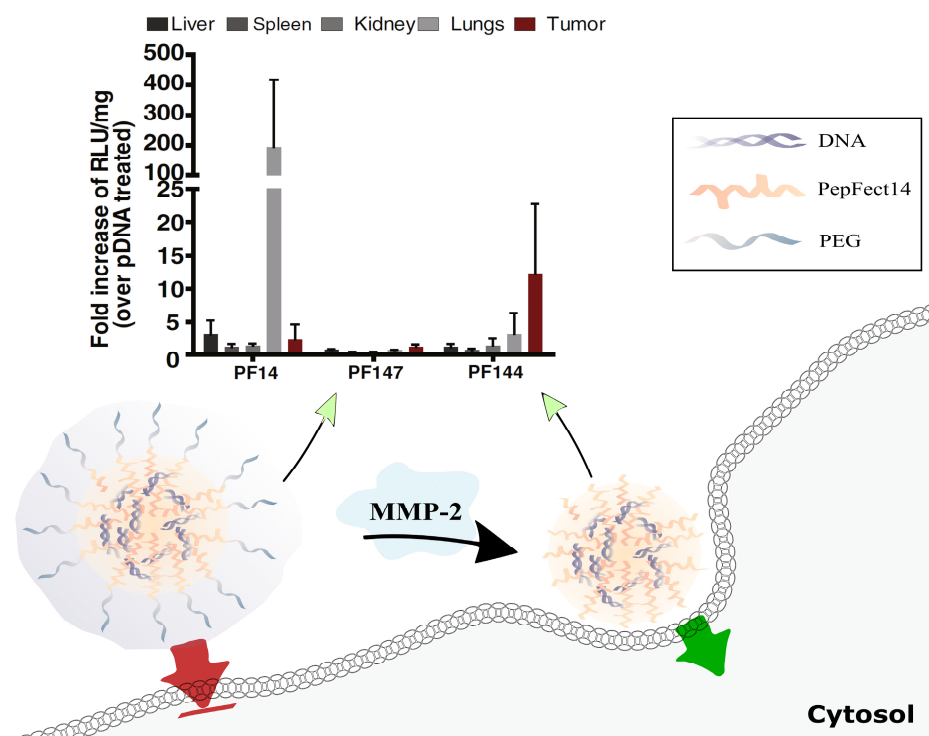 Liver Spleen Kidney Lungs Tumor
Fold increase of RLU/mg
(over pDNA treated)
500
400
300
200
100
25
20
15
10
5
0
PF14 PF147 PF144
DNA
PepFect14
PEG
MMP-2
Cytosol